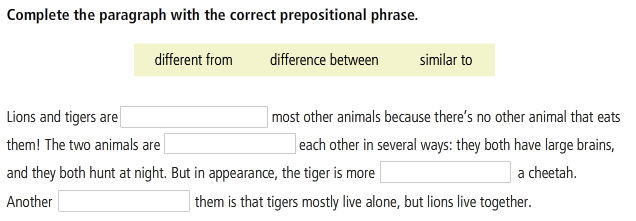 Complete the paragraph with the correct prepositional phrase.
different from difference between similar to
Lions and tigers are most other animals because there's no other animal that eats
them! The two animals are each other in several ways: they both have large brains,
and they both hunt at night. But in appearance, the tiger is more a cheetah.
Another them is that tigers mostly live alone, but lions live together.